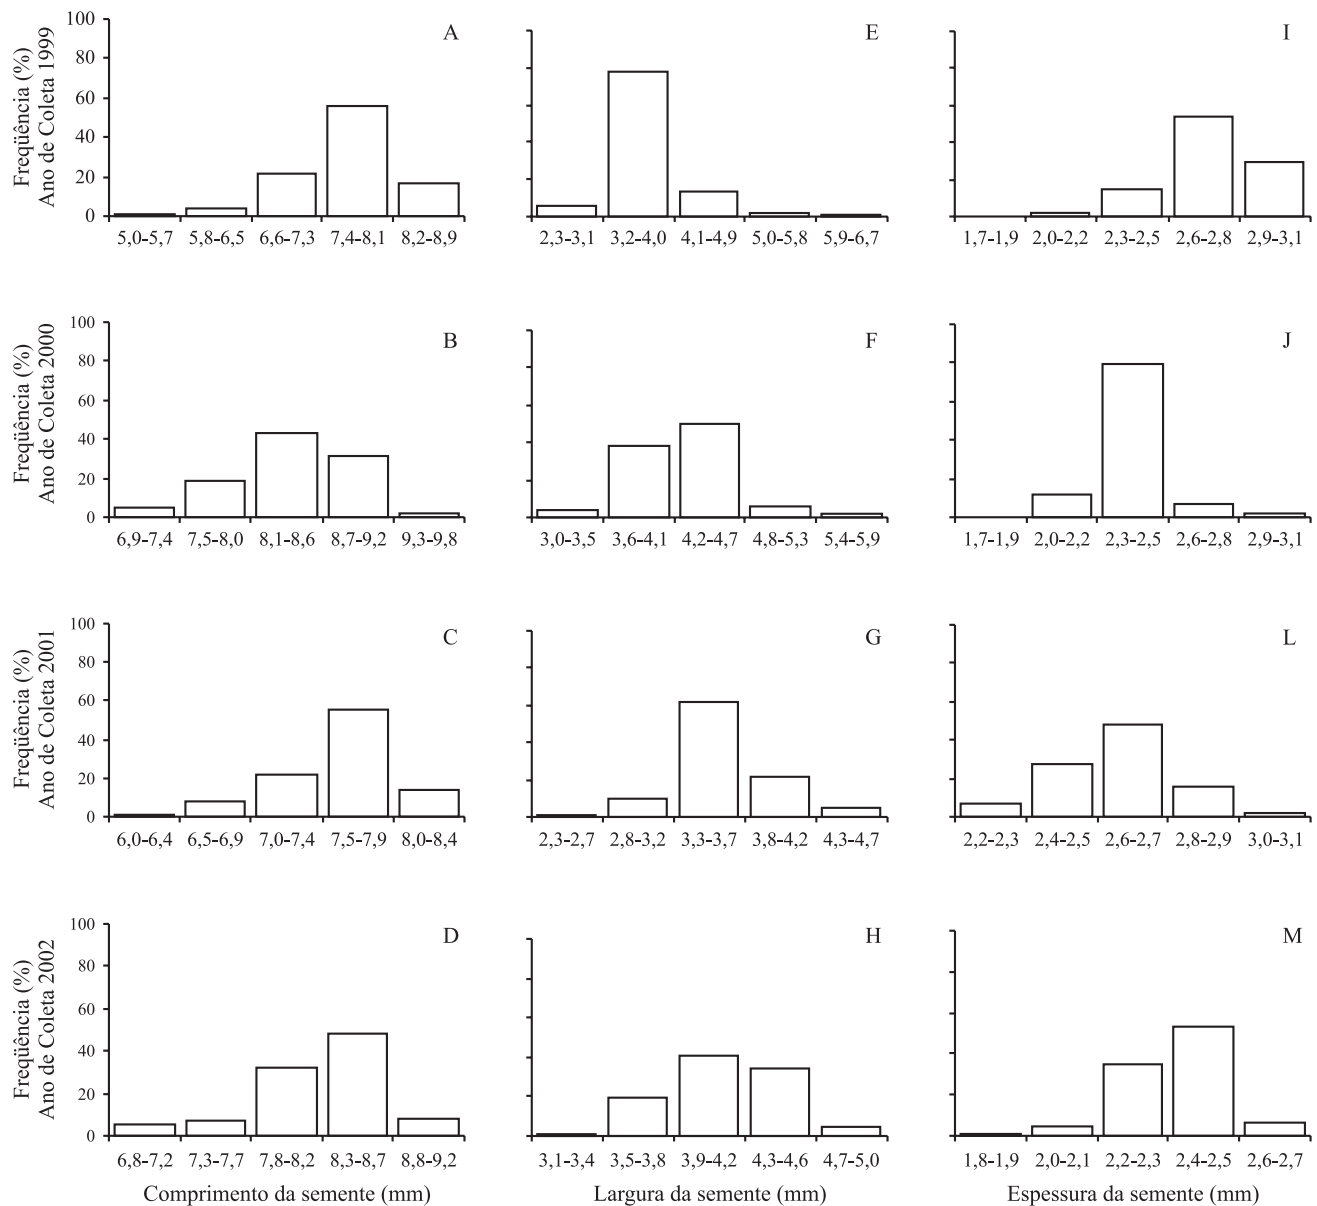 Freqüência (%)
Ano de Coleta 1999
100
80
60
40
20
0
A
5,0-5,7 5,8-6,5 6,6-7,3 7,4-8,1 8,2-8,9
E
2,3-3,1 3,2-4,0 4,1-4,9 5,0-5,8 5,9-6,7
I
1,7-1,9 2,0-2,2 2,3-2,5 2,6-2,8 2,9-3,1
Freqüência (%)
Ano de Coleta 2000
100
80
60
40
20
0
B
6,9-7,4 7,5-8,0 8,1-8,6 8,7-9,2 9,3-9,8
F
3,0-3,5 3,6-4,1 4,2-4,7 4,8-5,3 5,4-5,9
J
1,7-1,9 2,0-2,2 2,3-2,5 2,6-2,8 2,9-3,1
Freqüência (%)
Ano de Coleta 2001
100
80
60
40
20
0
C
6,0-6,4 6,5-6,9 7,0-7,4 7,5-7,9 8,0-8,4
G
2,3-2,7 2,8-3,2 3,3-3,7 3,8-4,2 4,3-4,7
L
2,2-2,3 2,4-2,5 2,6-2,7 2,8-2,9 3,0-3,1
Freqüência (%)
Ano de Coleta 2002
100
80
60
40
20
0
D
6,8-7,2 7,3-7,7 7,8-8,2 8,3-8,7 8,8-9,2
Comprimento da semente (mm)
H
3,1-3,4 3,5-3,8 3,9-4,2 4,3-4,6 4,7-5,0
Largura da semente (mm)
M
1,8-1,9 2,0-2,1 2,2-2,3 2,4-2,5 2,6-2,7
Espessura da semente (mm)